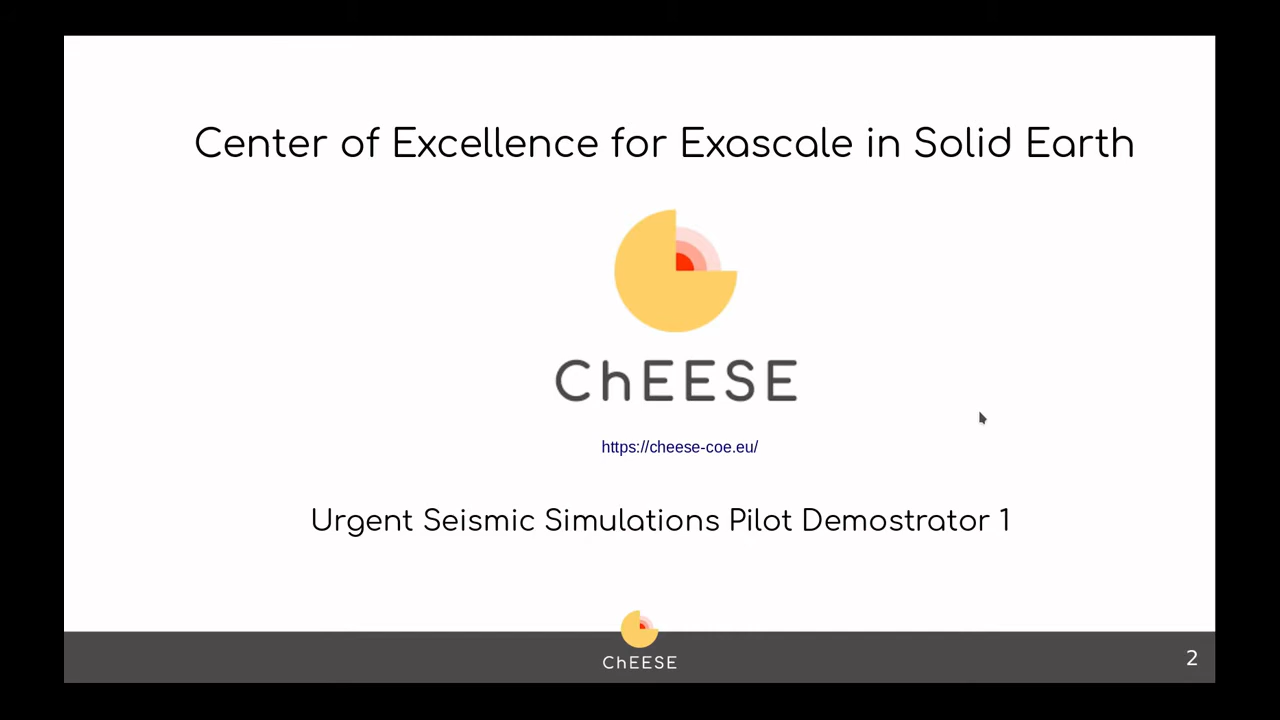 Center of Excellence for Exascale in Solid Earth
ChEESE
https://cheese-coe.eu/
Urgent Seismic Simulations Pilot Demostrator 1
ChEESE
2